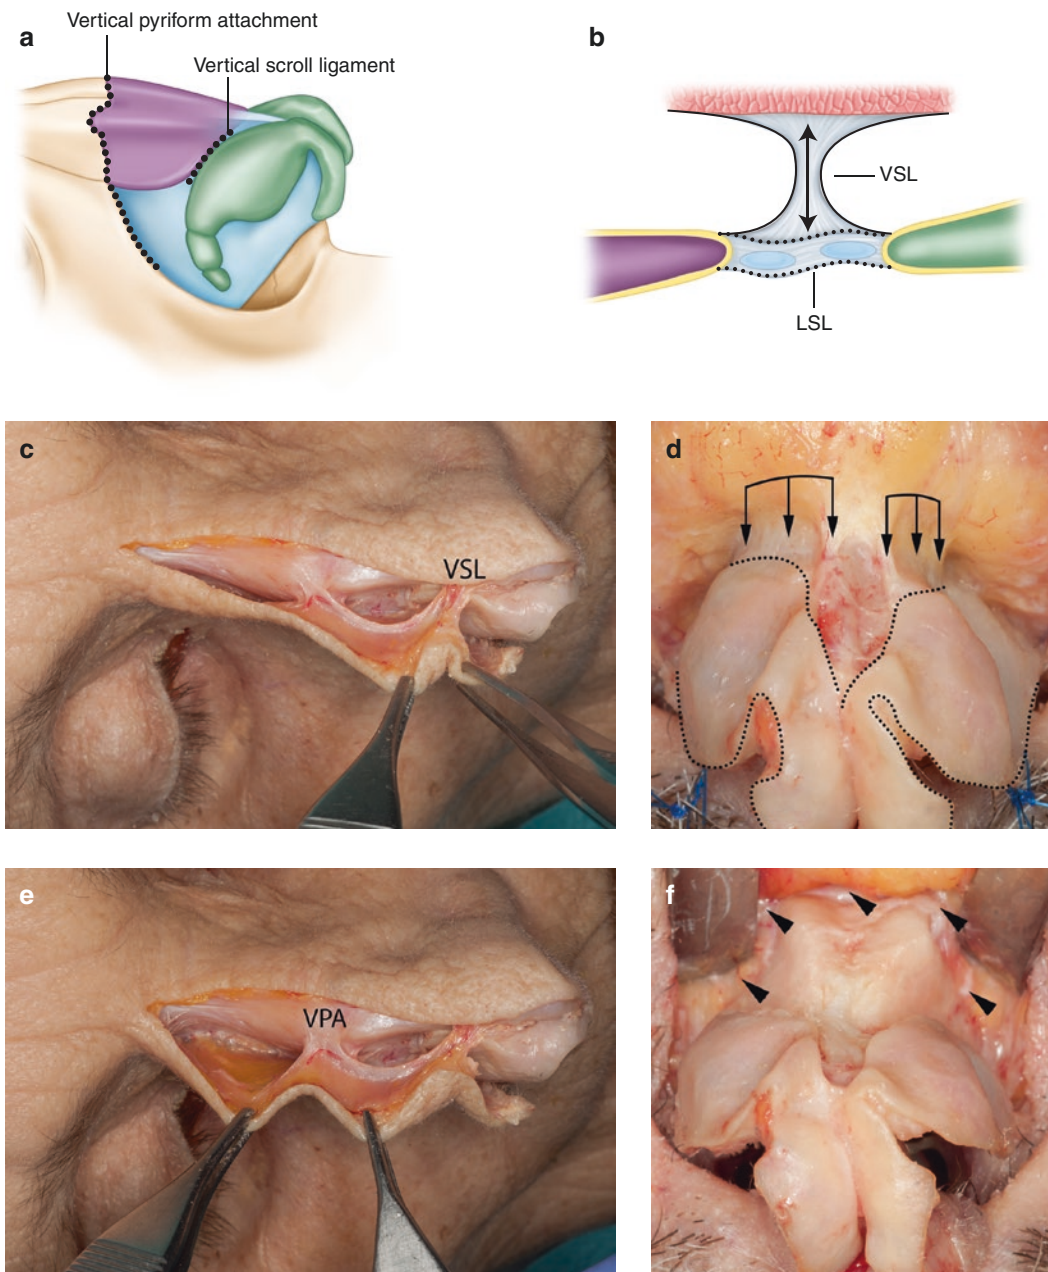 a
Vertical pyriform attachment
Vertical scroll ligament
b
VSL
LSL
c
VSL
d
e
VPA
f